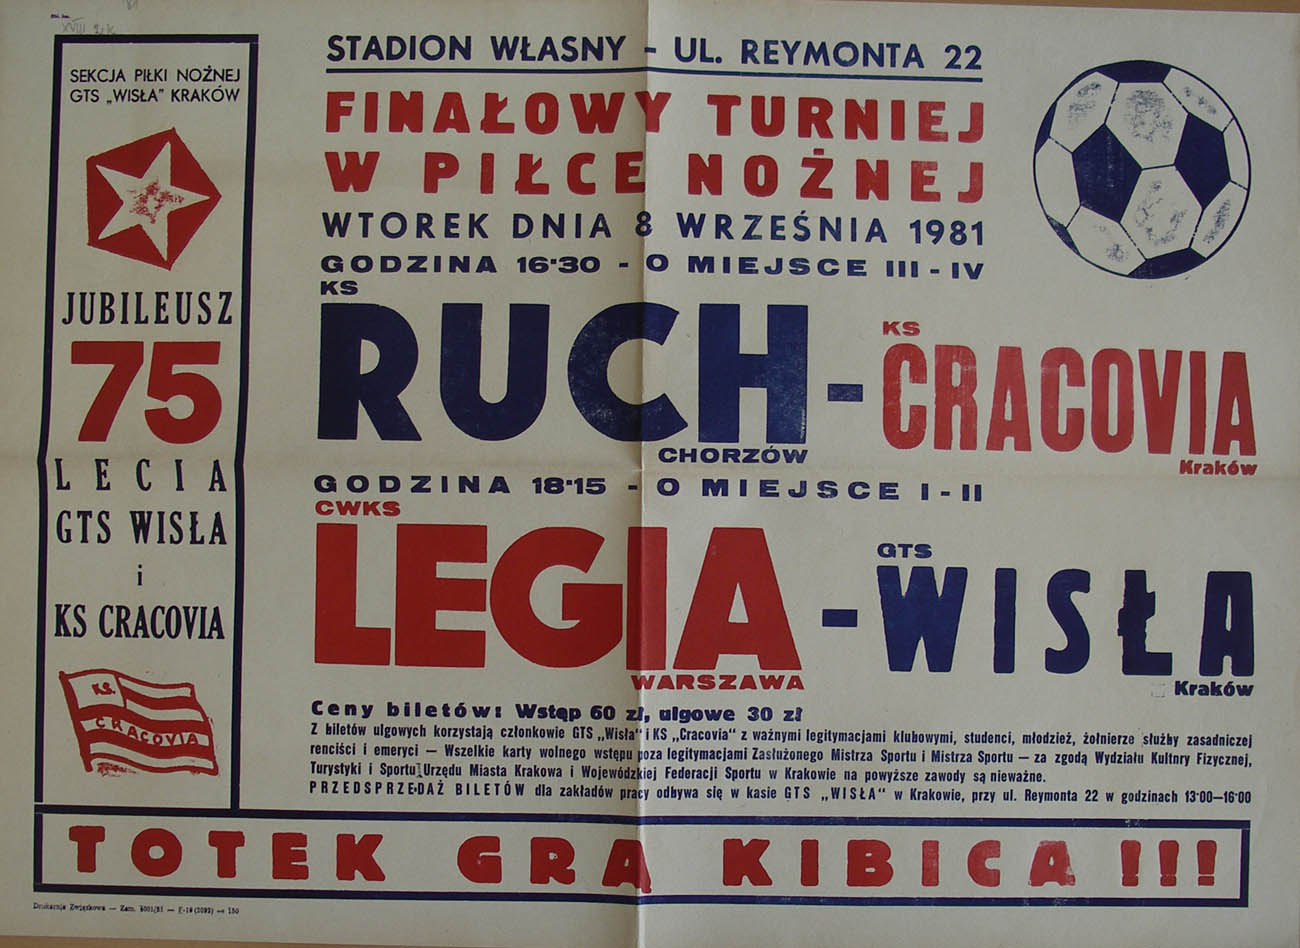 SEKCJA PIŁKI NOŻNEJ
GTS „WISŁA" KRAKÓW
JUBILEUSZ
75
LECIA
GTS WISŁA
i
KS CRACOVIA
KS.
CRACOVIA
STADION WŁASNY - UL. REYMONTA 22
FINAŁOWY TURNIEJ
W PIŁCE NOŻNEJ
WTOREK DNIA 8 WRZEŚNIA 1981
GODZINA 16·30 - O MIEJSCE III - IV
KS
RUCH - KS CRACOVIA
CHORZÓW
Kraków
GODZINA 18·15 - O MIEJSCE I - II
CWKS
LEGIA - GTS WISŁA
WARSZAWA
Kraków
Ceny biletów: Wstęp 60 zł, ulgowe 30 zł
Z biletów ulgowych korzystają członkowie GTS „Wisła" i KS „Cracovia" z ważnymi legitymacjami klubowymi, studenci, młodzież, żołnierze służby zasadniczej
renciści i emeryci — Wszelkie karty wolnego wstępu poza legitymacjami Zasłużonego Mistrza Sportu i Mistrza Sportu — za zgodą Wydziału Kultnry Fizycznej,
Turystyki i Sportu Urzędu Miasta Krakowa i Wojewódzkiej Federacji Sportu w Krakowie na powyższe zawody są nieważne.
PRZEDSPRZEDAŻ BILETÓW dla zakładów pracy odbywa się w kasie GTS „WISŁA" w Krakowie, przy ul. Reymonta 22 w godzinach 13·00—16·00
TOTEK GRA KIBICA !!!
Drukarnia Związkowa — Zam.